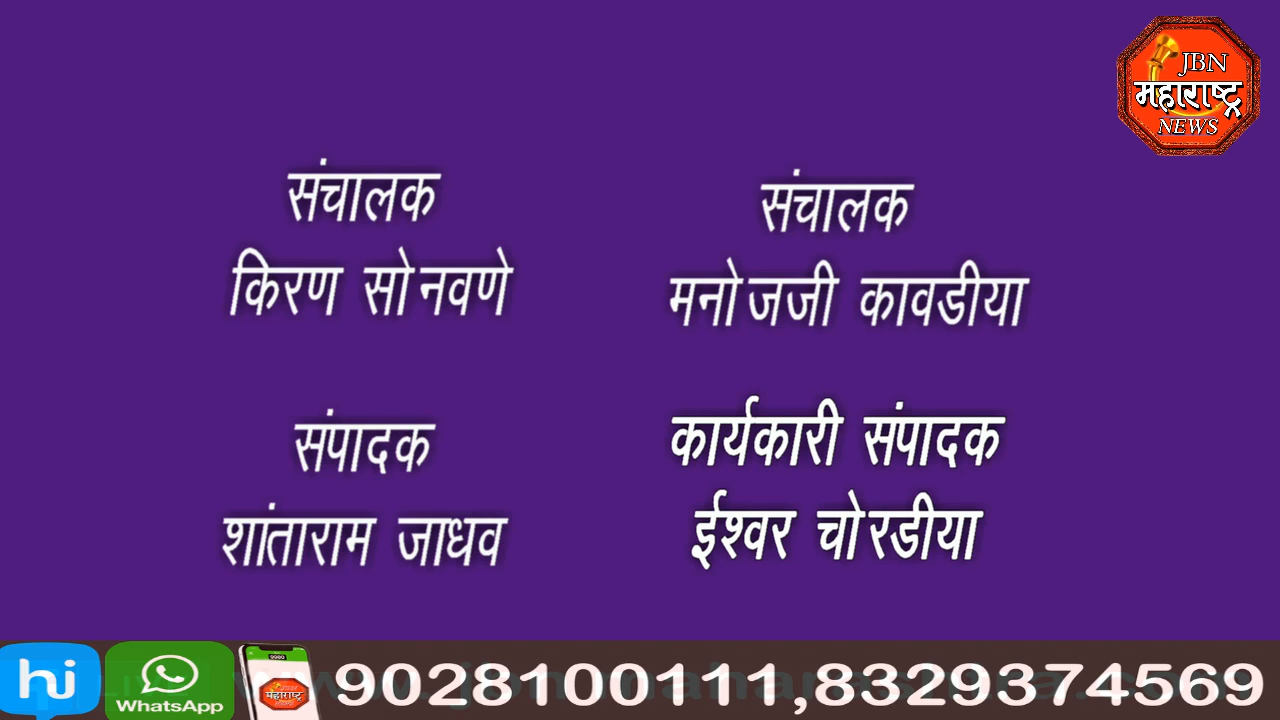 JBN
महाराष्ट्र
NEWS
संचालक
किरण सोनवणे
संचालक
मनोजजी कावडीया
संपादक
शांताराम जाधव
कार्यकारी संपादक
ईश्वर चोरडीया
hi
WhatsApp
महाराष्ट्र
9028100111,8329374569